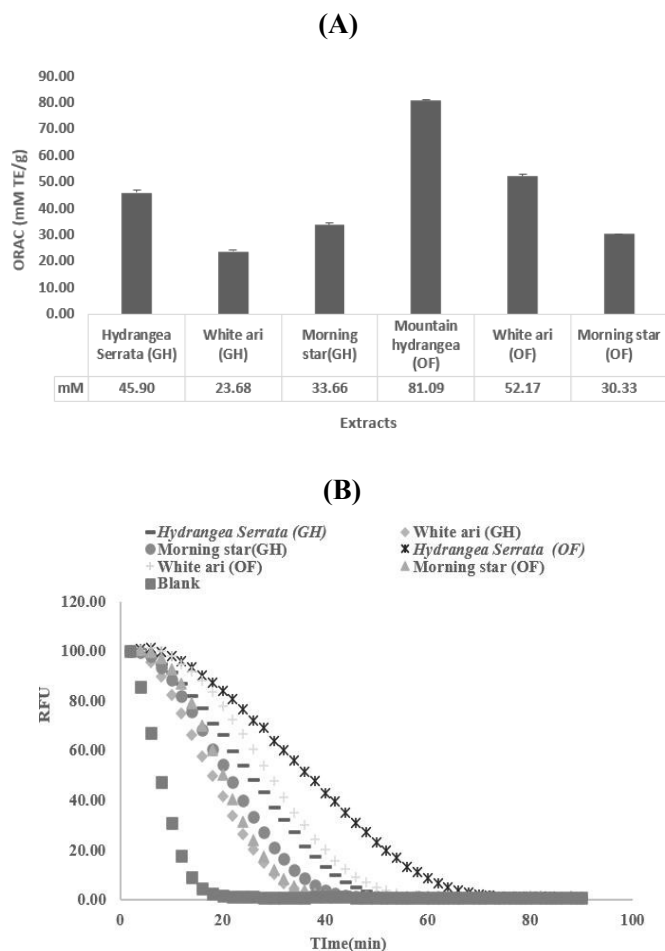 (A)
90.00
80.00
70.00
60.00
50.00
40.00
30.00
20.00
10.00
0.00
ORAC (mM TE/g)
Hydrangea Serrata (GH)
White ari (GH)
Morning star(GH)
Mountain hydrangea (OF)
White ari (OF)
Morning star (OF)
mM 45.90 23.68 33.66 81.09 52.17 30.33
Extracts
(B)
Hydrangea Serrata (GH) White ari (GH)
Morning star(GH) Hydrangea Serrata (OF)
White ari (OF) Morning star (OF)
Blank
120.00
100.00
80.00
60.00
40.00
20.00
0.00
RFU
0 20 40 60 80 100
TIme(min)